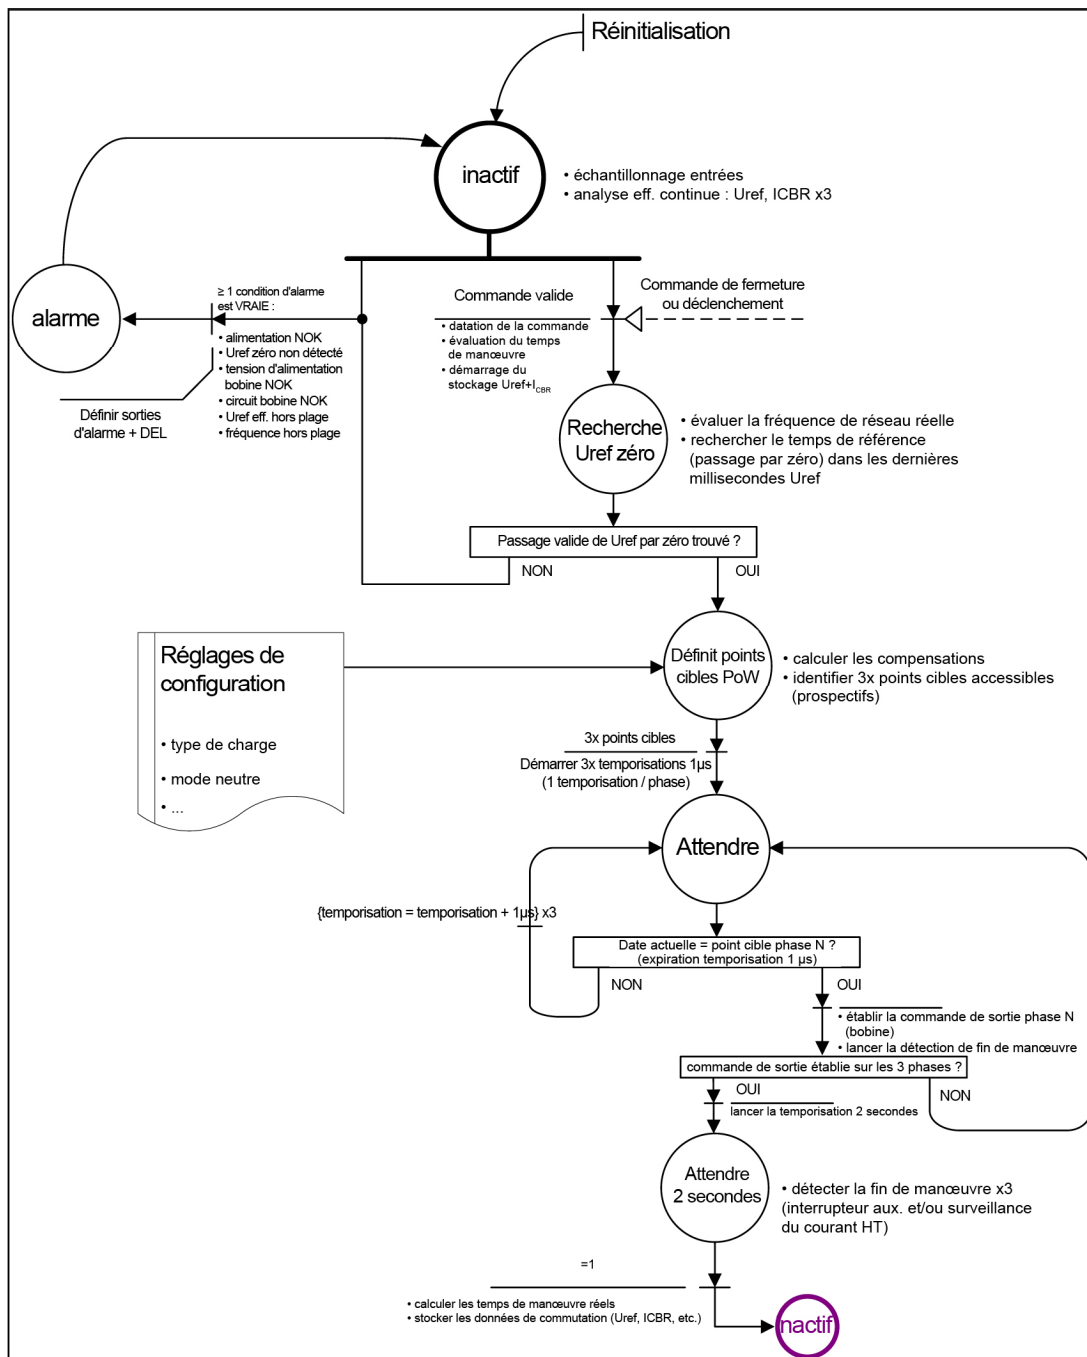 Réinitialisation
inactif
• échantillonnage entrées
• analyse eff. continue : Uref, ICBR x3
alarme
≥ 1 condition d'alarme
est VRAIE :
• alimentation NOK
• Uref zéro non détecté
• tension d'alimentation
bobine NOK
• circuit bobine NOK
• Uref eff. hors plage
• fréquence hors plage
Définir sorties
d'alarme + DEL
Commande valide
• datation de la commande
• évaluation du temps
de manœuvre
• démarrage du
stockage Uref+ICBR
Commande de fermeture
ou déclenchement
Recherche
Uref zéro
• évaluer la fréquence de réseau réelle
• rechercher le temps de référence
(passage par zéro) dans les dernières
millisecondes Uref
Passage valide de Uref par zéro trouvé ?
NON
OUI
Réglages de
configuration
• type de charge
• mode neutre
• ...
Définit points
cibles PoW
• calculer les compensations
• identifier 3x points cibles accessibles
(prospectifs)
3x points cibles
Démarrer 3x temporisations 1µs
(1 temporisation / phase)
Attendre
{temporisation = temporisation + 1µs} x3
Date actuelle = point cible phase N ?
(expiration temporisation 1 µs)
NON
OUI
• établir la commande de sortie phase N
(bobine)
• lancer la détection de fin de manœuvre
commande de sortie établie sur les 3 phases ?
OUI
NON
lancer la temporisation 2 secondes
Attendre
2 secondes
• détecter la fin de manœuvre x3
(interrupteur aux. et/ou surveillance
du courant HT)
=1
• calculer les temps de manœuvre réels
• stocker les données de commutation (Uref, ICBR, etc.)
nactif